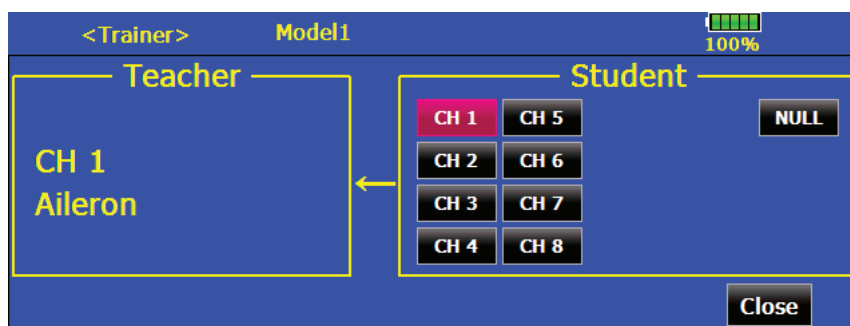 <Trainer> Model1 100%
Teacher
CH 1
Aileron
Student
CH 1 CH 5 NULL
CH 2 CH 6
CH 3 CH 7
CH 4 CH 8
Close